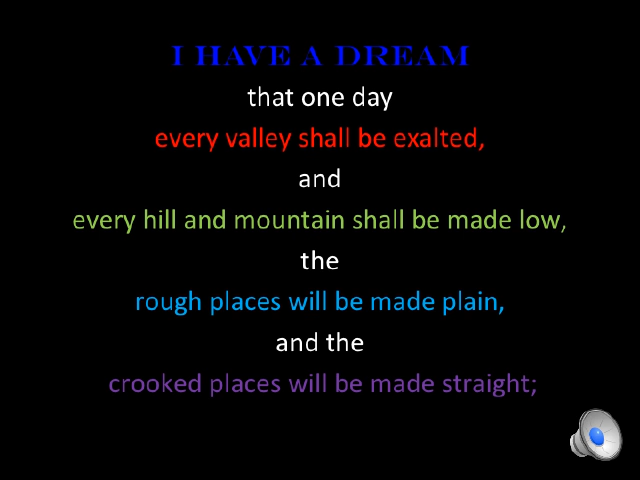 I HAVE A DREAM
that one day
every valley shall be exalted,
and
every hill and mountain shall be made low,
the
rough places will be made plain,
and the
crooked places will be made straight;